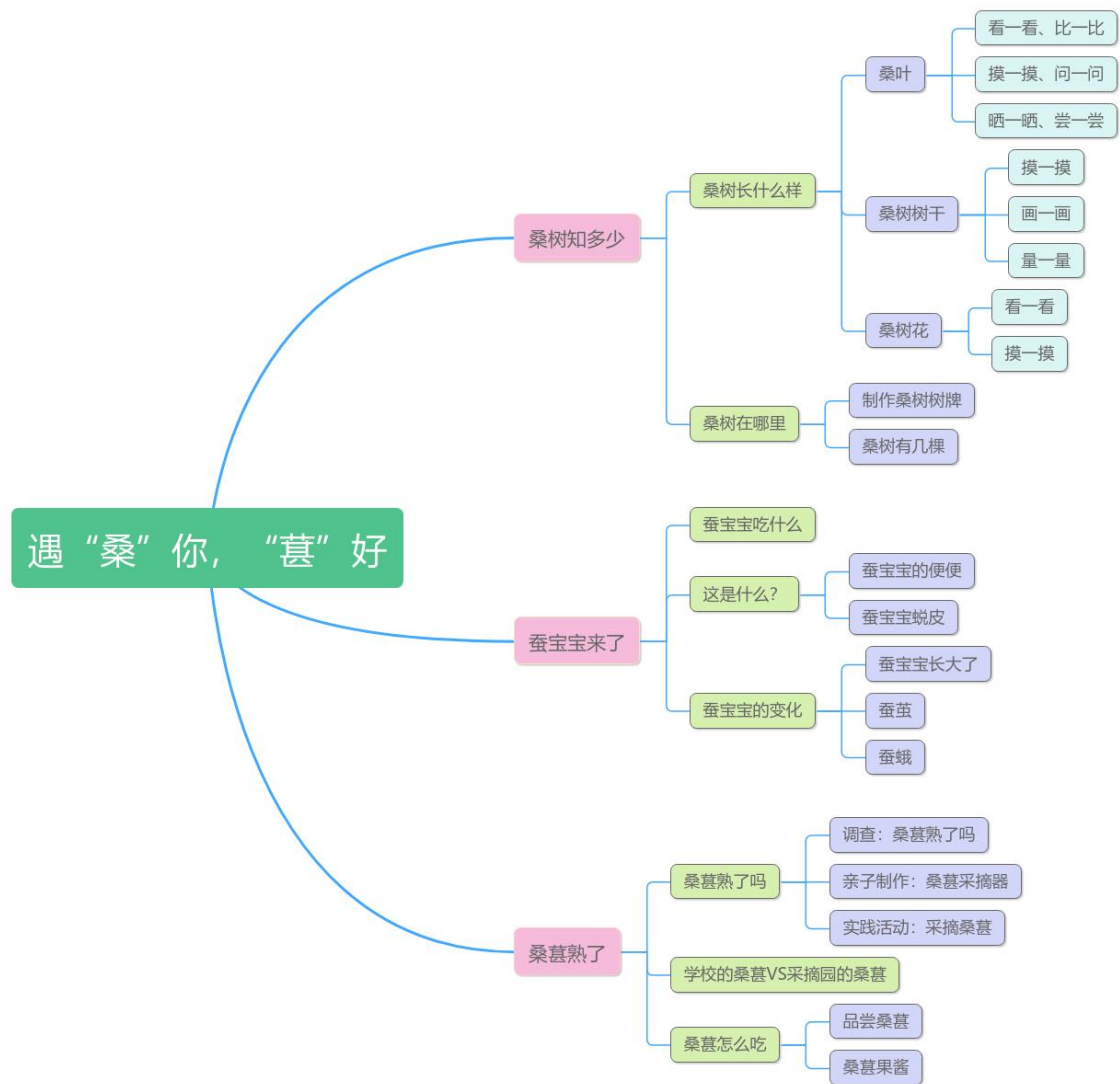 遇“桑”你，“葚”好
桑树知多少
桑树长什么样
桑叶
看一看、比一比
摸一摸、问一问
晒一晒、尝一尝
桑树树干
摸一摸
画一画
量一量
桑树花
看一看
摸一摸
桑树在哪里
制作桑树树牌
桑树有几棵
蚕宝宝来了
蚕宝宝吃什么
这是什么？
蚕宝宝的便便
蚕宝宝蜕皮
蚕宝宝的变化
蚕宝宝长大了
蚕茧
蚕蛾
桑葚熟了
桑葚熟了吗
调查：桑葚熟了吗
亲子制作：桑葚采摘器
实践活动：采摘桑葚
学校的桑葚VS采摘园的桑葚
桑葚怎么吃
品尝桑葚
桑葚果酱